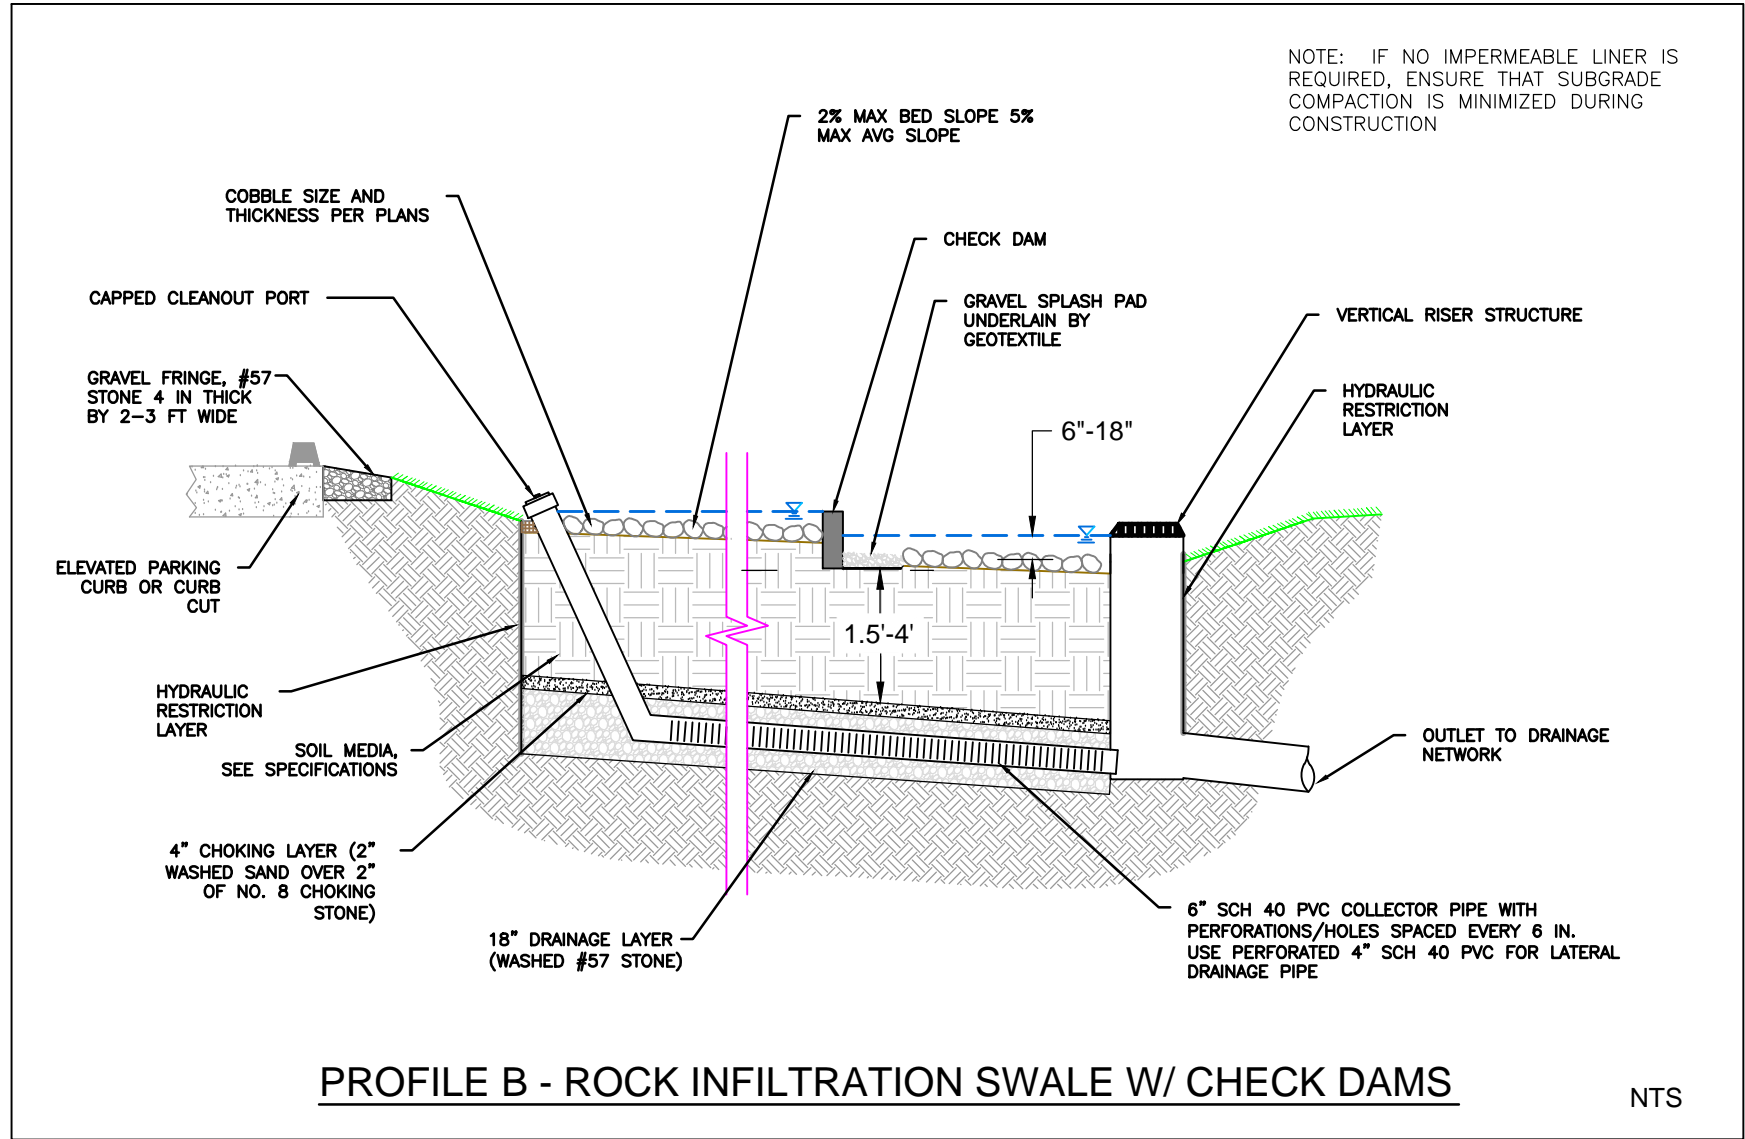 NOTE: IF NO IMPERMEABLE LINER IS
REQUIRED, ENSURE THAT SUBGRADE
COMPACTION IS MINIMIZED DURING
CONSTRUCTION
2% MAX BED SLOPE 5%
MAX AVG SLOPE
COBBLE SIZE AND
THICKNESS PER PLANS
CHECK DAM
CAPPED CLEANOUT PORT
GRAVEL SPLASH PAD
UNDERLAIN BY
GEOTEXTILE
VERTICAL RISER STRUCTURE
GRAVEL FRINGE, #57
STONE 4 IN THICK
BY 2-3 FT WIDE
HYDRAULIC
RESTRICTION
LAYER
6"-18"
ELEVATED PARKING
CURB OR CURB
CUT
1.5'-4'
HYDRAULIC
RESTRICTION
LAYER
SOIL MEDIA,
SEE SPECIFICATIONS
OUTLET TO DRAINAGE
NETWORK
4" CHOKING LAYER (2"
WASHED SAND OVER 2"
OF NO. 8 CHOKING
STONE)
18" DRAINAGE LAYER
(WASHED #57 STONE)
6" SCH 40 PVC COLLECTOR PIPE WITH
PERFORATIONS/HOLES SPACED EVERY 6 IN.
USE PERFORATED 4" SCH 40 PVC FOR LATERAL
DRAINAGE PIPE
PROFILE B - ROCK INFILTRATION SWALE W/ CHECK DAMS
NTS